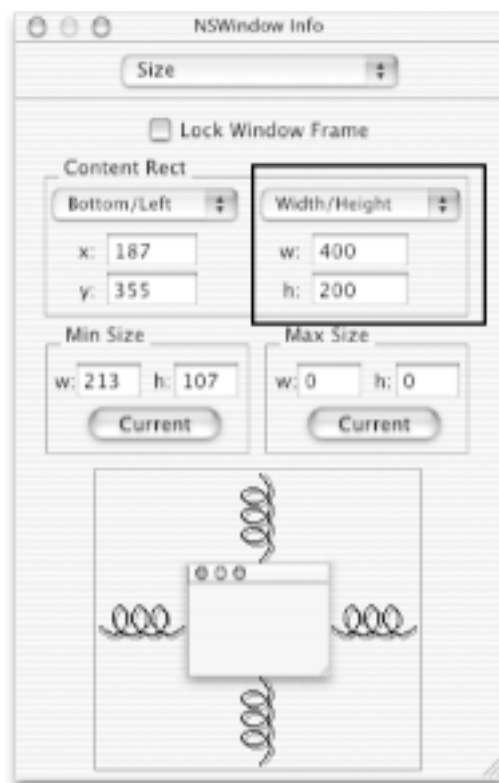 NSWindow Info
Size
Lock Window Frame
Content Rect
Bottom/Left
Width/Height
x: 187
w: 400
y: 355
h: 200
Min Size
Max Size
w: 213 h: 107
w: 0 h: 0
Current
Current